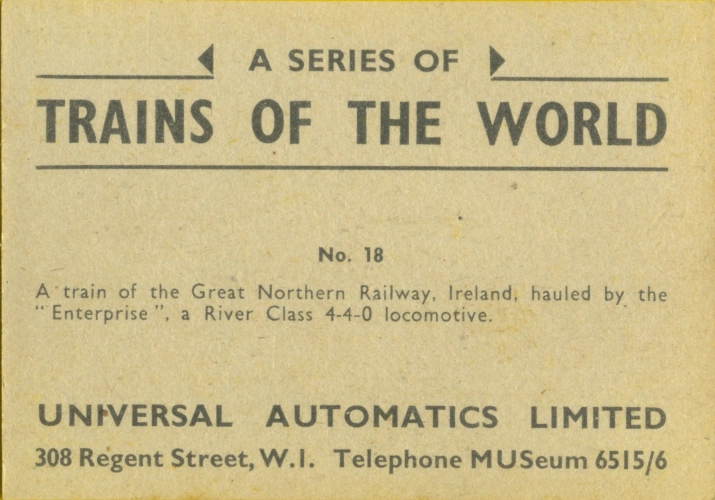 A SERIES OF
TRAINS OF THE WORLD
No. 18
A train of the Great Northern Railway, Ireland, hauled by the
"Enterprise", a River Class 4-4-0 locomotive.
UNIVERSAL AUTOMATICS LIMITED
308 Regent Street, W.I. Telephone MUSeum 6515/6